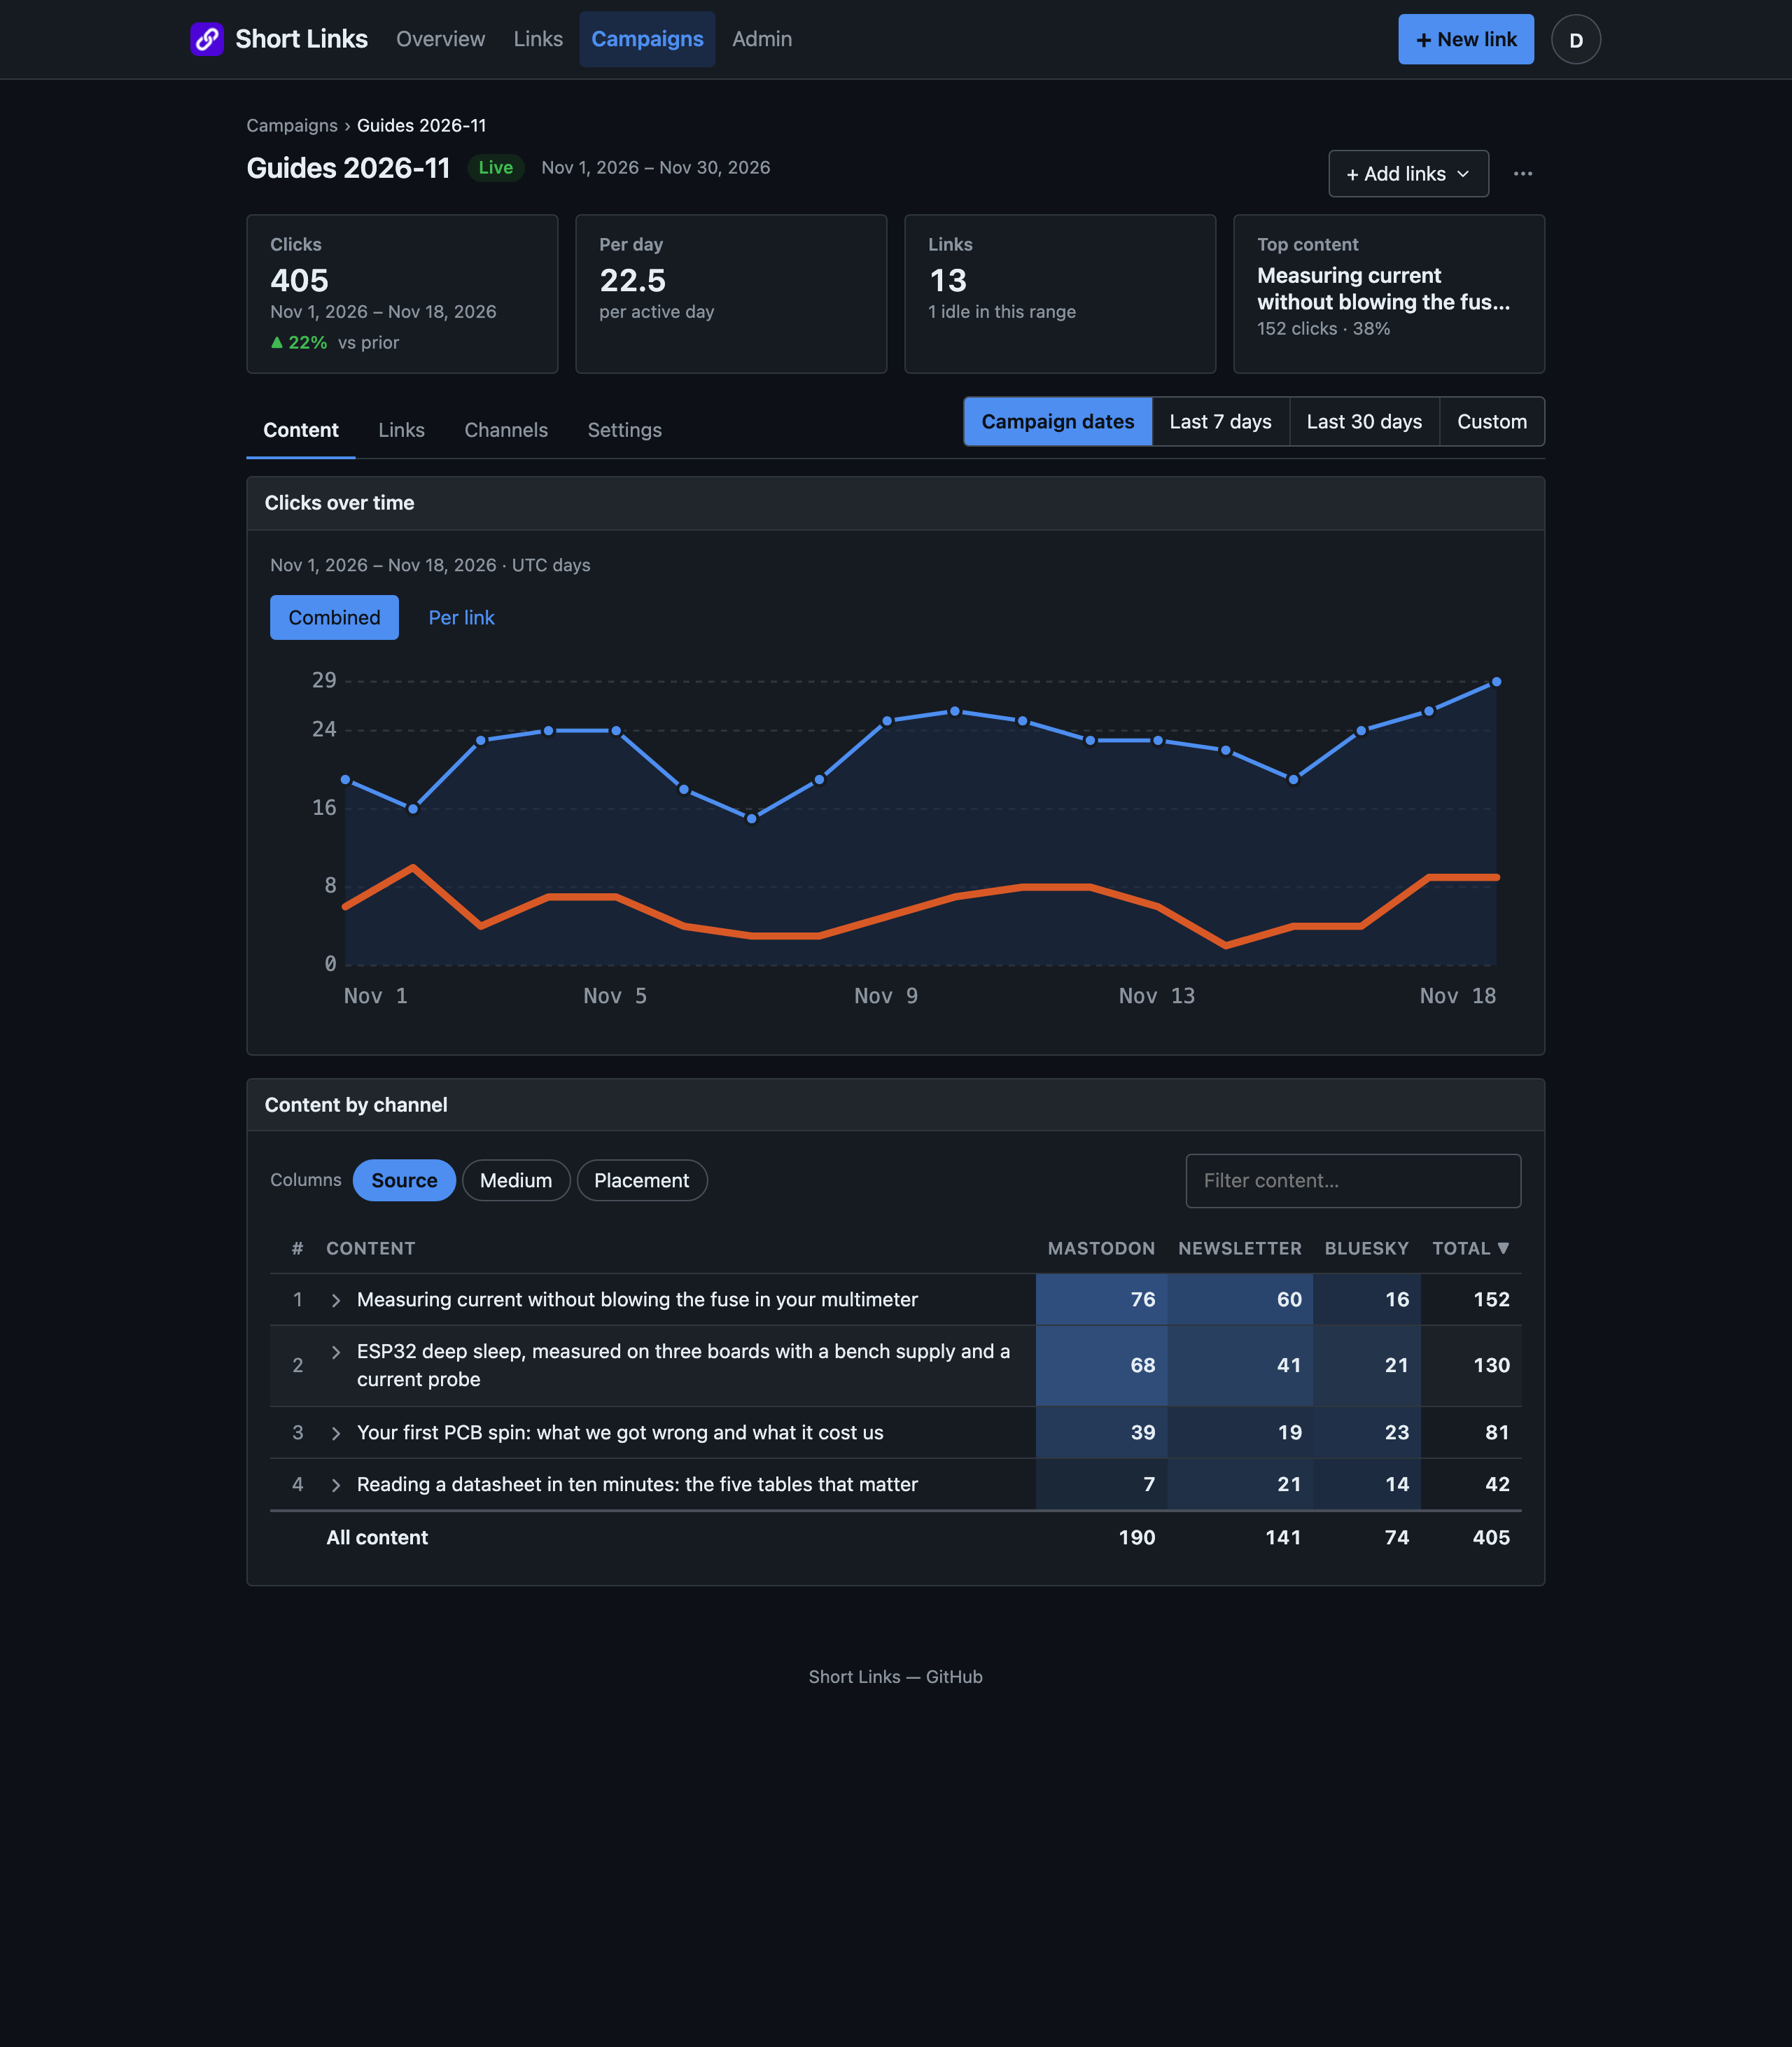 Short Links
Overview
Links
Campaigns
Admin
+ New link
D
Campaigns › Guides 2026-11
Guides 2026-11
Live
Nov 1, 2026 – Nov 30, 2026
+ Add links
Clicks
405
Nov 1, 2026 – Nov 18, 2026
▲ 22% vs prior
Per day
22.5
per active day
Links
13
1 idle in this range
Top content
Measuring current
without blowing the fus...
152 clicks · 38%
Content
Links
Channels
Settings
Campaign dates
Last 7 days
Last 30 days
Custom
Clicks over time
Nov 1, 2026 – Nov 18, 2026 · UTC days
Combined
Per link
29
24
16
8
0
Nov 1
Nov 5
Nov 9
Nov 13
Nov 18
Content by channel
Columns
Source
Medium
Placement
Filter content...
# CONTENT MASTODON NEWSLETTER BLUESKY TOTAL ▼
1 Measuring current without blowing the fuse in your multimeter 76 60 16 152
2 ESP32 deep sleep, measured on three boards with a bench supply and a
current probe 68 41 21 130
3 Your first PCB spin: what we got wrong and what it cost us 39 19 23 81
4 Reading a datasheet in ten minutes: the five tables that matter 7 21 14 42
All content 190 141 74 405
Short Links — GitHub